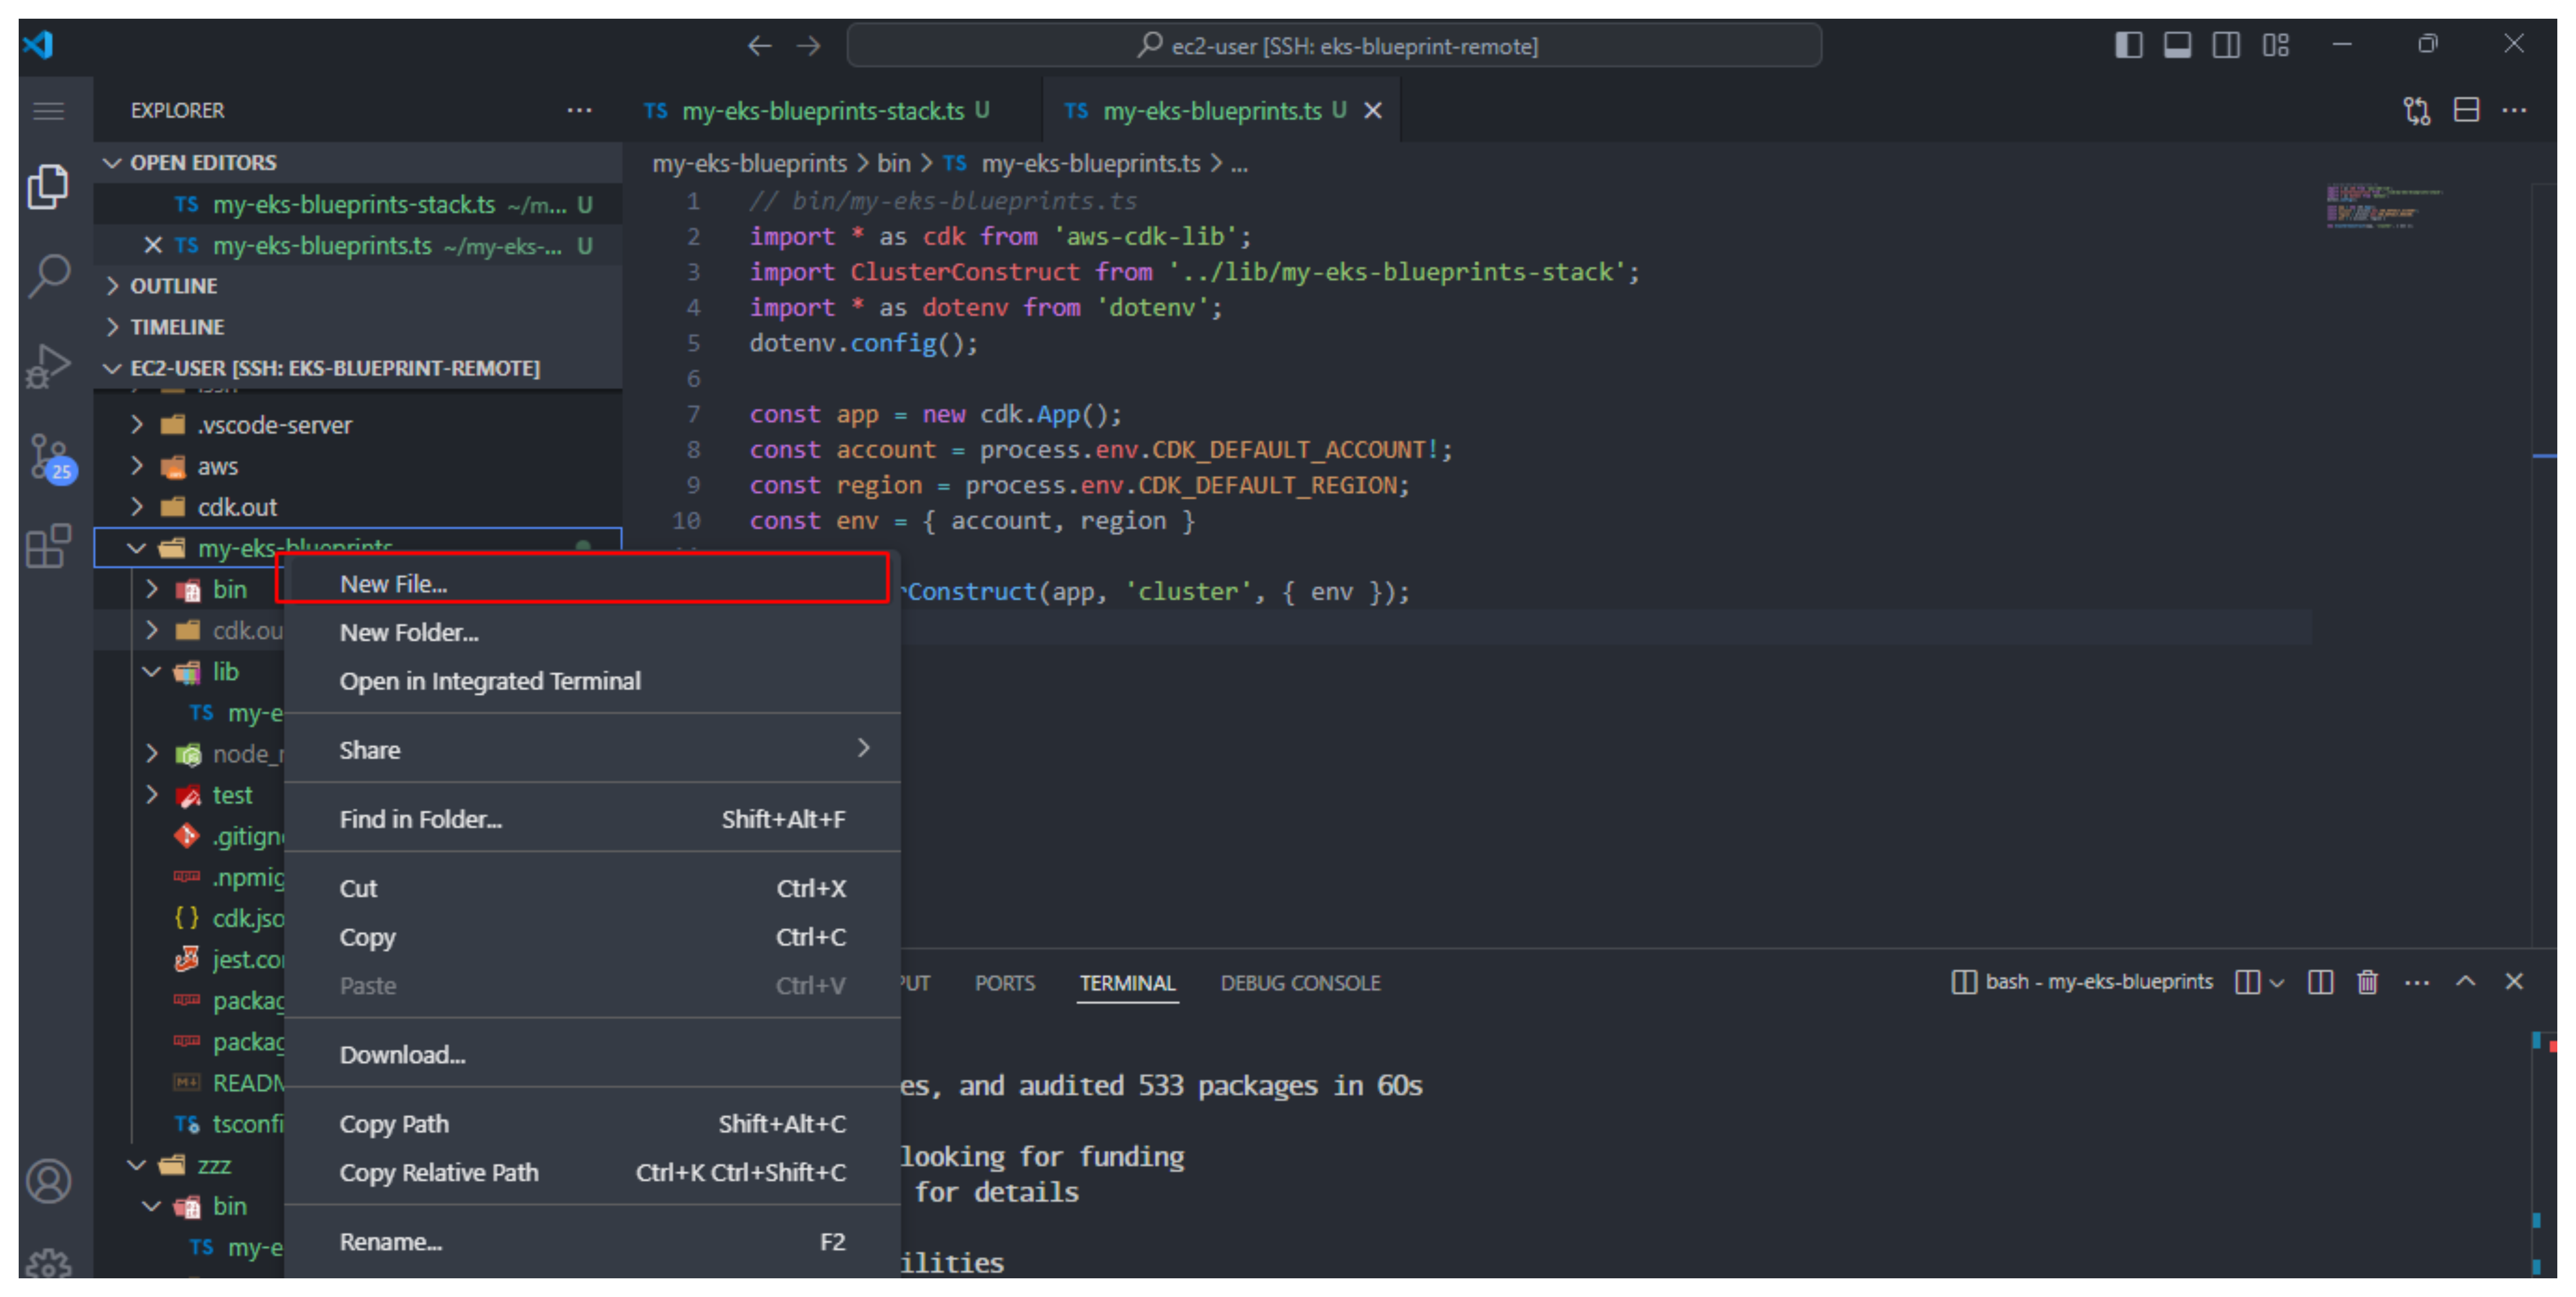 ec2-user [SSH: eks-blueprint-remote]
EXPLORER
TS my-eks-blueprints-stack.ts U
TS my-eks-blueprints.ts U
OPEN EDITORS
TS my-eks-blueprints-stack.ts ~/m... U
TS my-eks-blueprints.ts ~/my-eks-... U
OUTLINE
TIMELINE
EC2-USER [SSH: EKS-BLUEPRINT-REMOTE]
.vscode-server
aws
25
cdk.out
my-eks-blueprints
bin
cdk.ou
lib
TS my-e
node_
test
.gitign
.npmig
{ } cdk.jso
jest.co
packag
packag
M↓ READM
TS tsconfi
zzz
bin
TS my-e
New File...
New Folder...
Open in Integrated Terminal
Share
Find in Folder... Shift+Alt+F
Cut Ctrl+X
Copy Ctrl+C
Paste Ctrl+V
Download...
Copy Path Shift+Alt+C
Copy Relative Path Ctrl+K Ctrl+Shift+C
Rename... F2
my-eks-blueprints > bin > TS my-eks-blueprints.ts > ...
1 // bin/my-eks-blueprints.ts
2 import * as cdk from 'aws-cdk-lib';
3 import ClusterConstruct from '../lib/my-eks-blueprints-stack';
4 import * as dotenv from 'dotenv';
5 dotenv.config();
6
7 const app = new cdk.App();
8 const account = process.env.CDK_DEFAULT_ACCOUNT!;
9 const region = process.env.CDK_DEFAULT_REGION;
10 const env = { account, region }
rConstruct(app, 'cluster', { env });
PUT PORTS TERMINAL DEBUG CONSOLE
bash - my-eks-blueprints
es, and audited 533 packages in 60s
looking for funding
for details
ilities